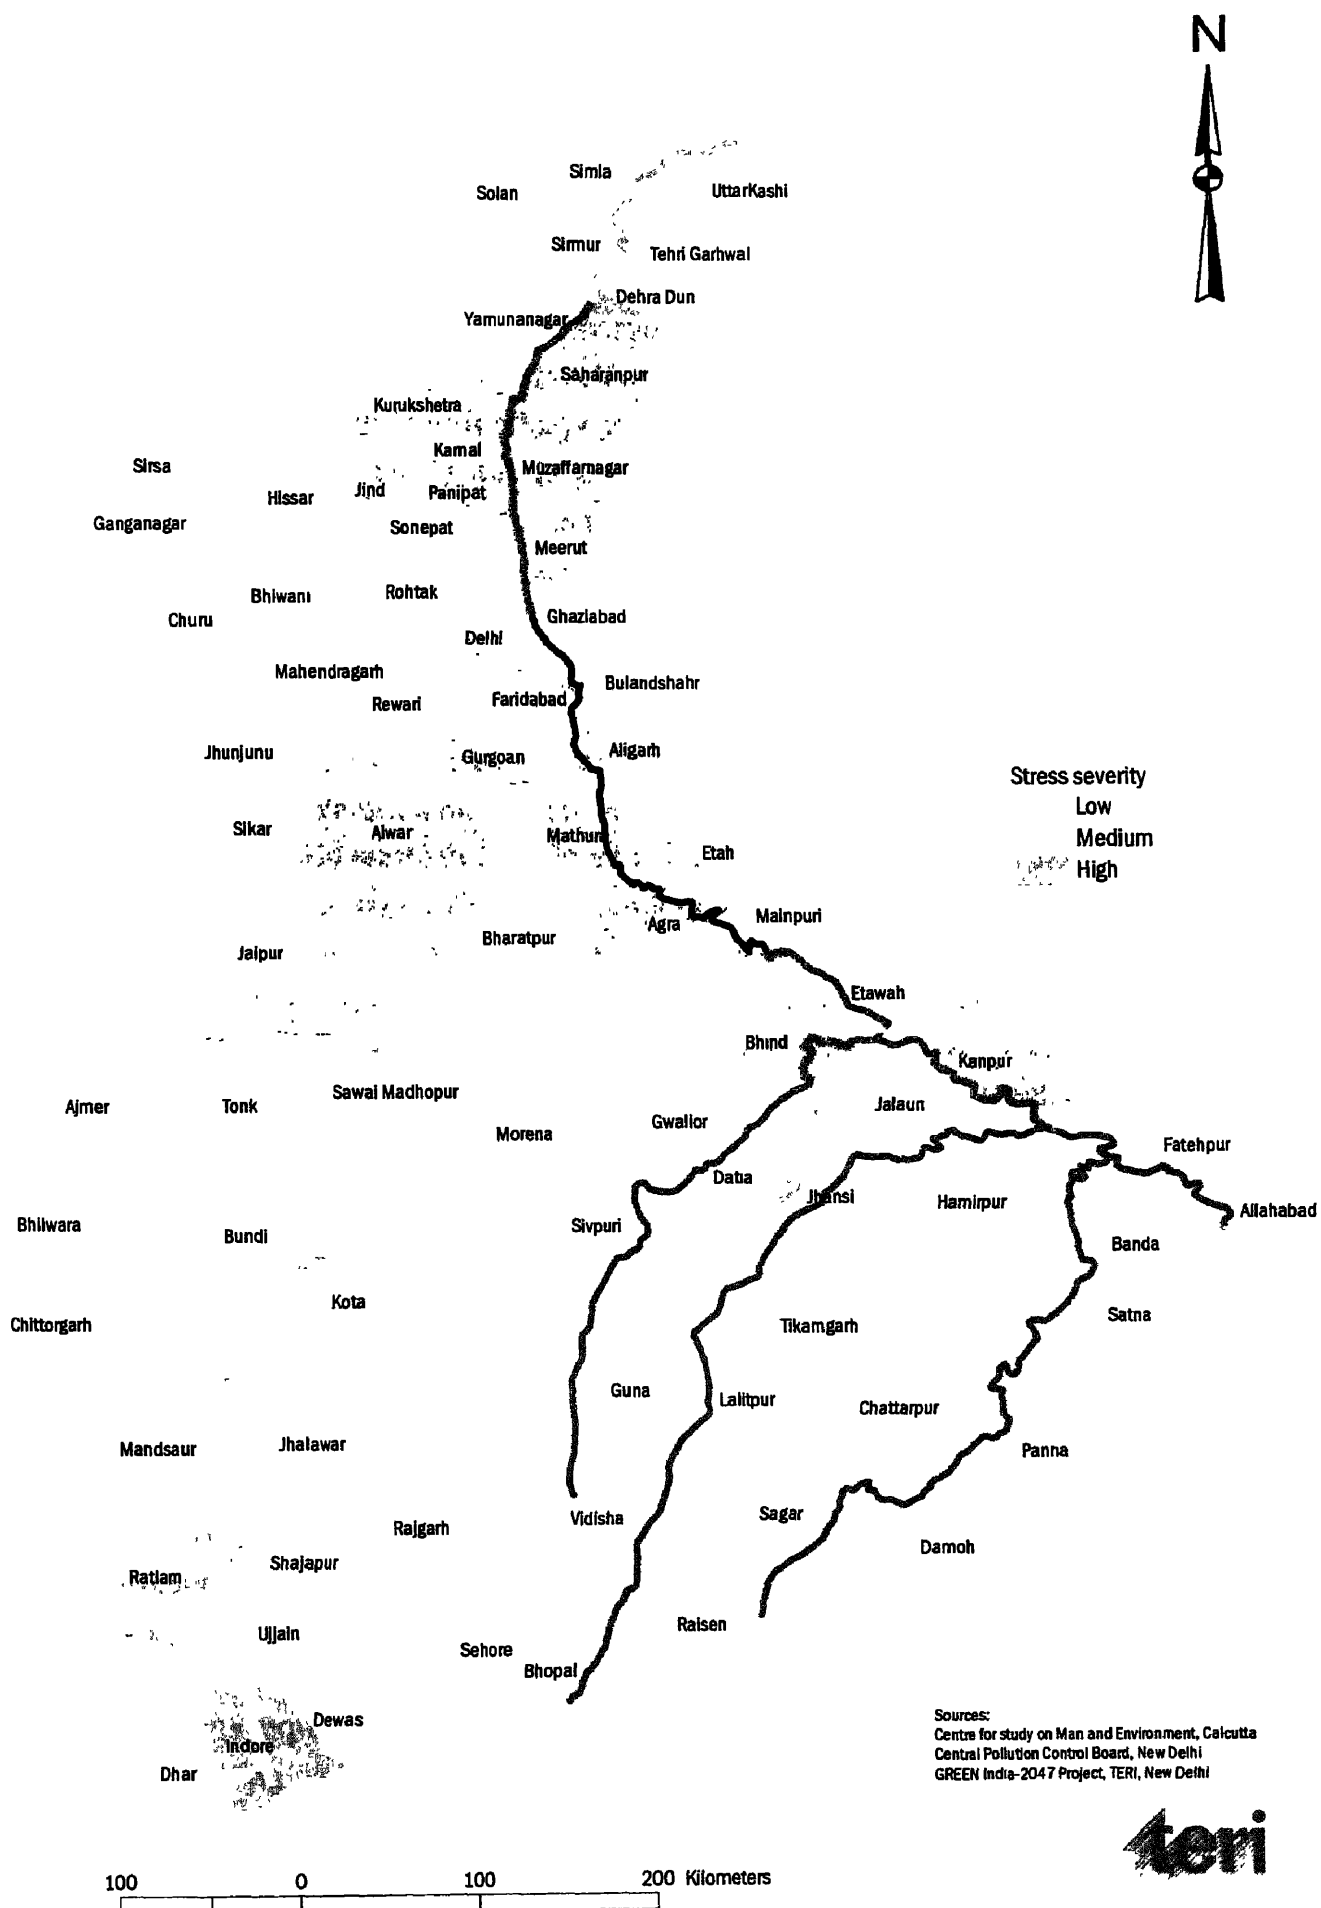 N
Simla
Solan
UttarKashi
Sirmur
Tehri Garhwal
Dehra Dun
Yamunanagar
Saharanpur
Kurukshetra
Karnal
Sirsa
Muzaffarnagar
Hissar
Jind
Panipat
Ganganagar
Sonepat
Meerut
Bhiwani
Rohtak
Churu
Ghaziabad
Delhi
Mahendragarh
Bulandshahr
Rewari
Faridabad
Jhunjunu
Gurgoan
Aligarh
Stress severity
Low
Medium
High
Sikar
Alwar
Mathura
Etah
Agra
Mainpuri
Bharatpur
Jaipur
Etawah
Bhind
Kanpur
Ajmer
Tonk
Sawai Madhopur
Jalaun
Morena
Gwalior
Fatehpur
Datia
Jhansi
Hamirpur
Allahabad
Bhilwara
Bundi
Sivpuri
Banda
Kota
Satna
Chittorgarh
Tikamgarh
Guna
Lalitpur
Chattarpur
Mandsaur
Jhalawar
Panna
Vidisha
Sagar
Rajgarh
Damoh
Shajapur
Ratlam
Raisen
Ujjain
Sehore
Bhopal
Dewas
Indore
Dhar
Sources:
Centre for study on Man and Environment, Calcutta
Central Pollution Control Board, New Delhi
GREEN India-2047 Project, TERI, New Delhi
teri
100 0 100 200 Kilometers